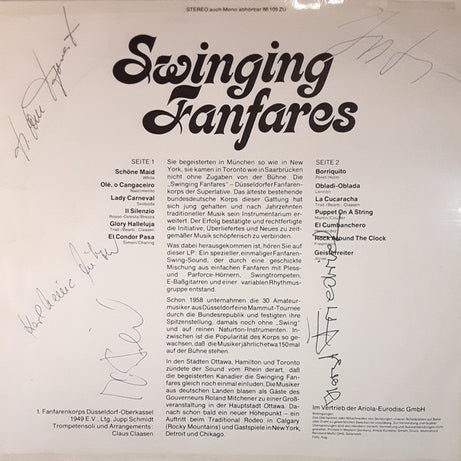 STEREO auch Mono abhörbar 86 109 ZU
Swinging
Fanfares
SEITE 1
Schöne Maid
White
Olé, o Cangaceiro
Nascimento
Lady Carneval
Svoboda
Il Silenzio
Glory Halleluja
Trad.
El Condor Pasa
Simon
Sie begeisterten in München so wie in New
York, sie kamen in Toronto wie in Saarbrücken
nicht ohne Zugaben von der Bühne. Die
„Swinging Fanfares" – Düsseldorfer Fanfaren-
korps der Superlative. Das älteste bestehende
bundesdeutsche Korps dieser Gattung hat
sich jung gehalten und nach Jahrzehnten
traditioneller Musik sein Instrumentarium er-
weitert. Der Erfolg bestätigt und rechtfertigte
die Initiative, Überliefertes und Neues zu zeit-
gemäßer Musik schöpferisch zu verbinden.
Was dabei herausgekommen ist, hören Sie auf
dieser LP: Ein spezieller, einmaliger Fanfaren-
Swing-Sound, der durch eine geschickte
Mischung aus einfachen Fanfaren mit Pless-
und Parforce-Hörnern, Swingtrompeten,
E-Baßgitarren und einer variablen Rhythmus-
gruppe entstand.
Schon 1958 unternahmen die 30 Amateur-
musiker aus Düsseldorf eine Mammut-Tournee
durch die Bundesrepublik und festigten ihre
Spitzenstellung, damals noch ohne „Swing"
und auf reinen Naturton-Instrumenten. In-
zwischen ist die Popularität des Korps so ge-
wachsen, daß die Musiker jährlich etwa 150 mal
auf der Bühne stehen.
In den Städten Ottawa, Hamilton und Toronto
zündete der Sound vom Rhein derart, daß
die begeisterten Kanadier die Swinging Fan-
fares gleich noch einmal einluden. Die Musiker
aus deutschen Landen blasen als Gäste des
Gouverneurs Roland Mitchener zu einer Groß-
veranstaltung in der Hauptstadt Ottawa. Da-
nach schon bald ein neuer Höhepunkt – ein
Auftritt beim Traditional Rodeo in Calgary
(Rocky Mountains) und Gastspiele in New York,
Detroit und Chikago.
SEITE 2
Borriquito
Obladi-Oblada
Lennon
La Cucaracha
Trad.
Puppet On A String
Martin
El Cumbanchero
Rock Around The Clock
Geisterreiter
1. Fanfarenkorps Düsseldorf-Oberkassel
1949 E.V., Ltg. Jupp Schmidt
Trompetensoli und Arrangements:
Claus Claasen
Im Vertrieb der Ariola-Eurodisc GmbH